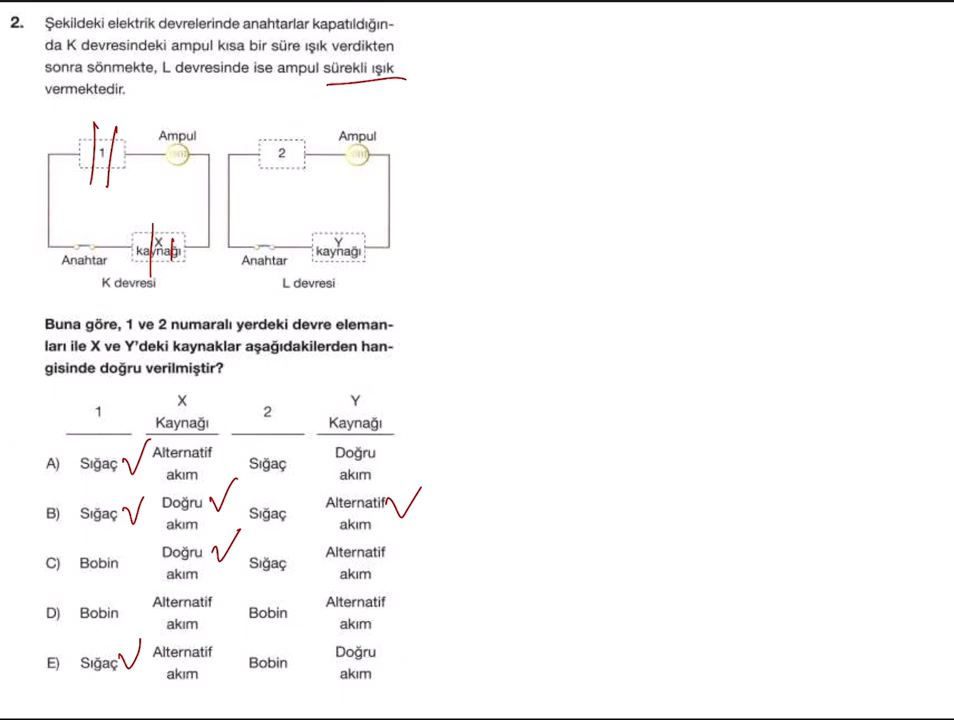 2. Şekildeki elektrik devrelerinde anahtarlar kapatıldığın-
da K devresindeki ampul kısa bir süre ışık verdikten
sonra sönmekte, L devresinde ise ampul sürekli ışık
vermektedir.
Ampul Ampul
1 2
X Y
kaynağı kaynağı
Anahtar Anahtar
K devresi L devresi
Buna göre, 1 ve 2 numaralı yerdeki devre eleman-
ları ile X ve Y'deki kaynaklar aşağıdakilerden han-
gisinde doğru verilmiştir?
1 X Kaynağı 2 Y Kaynağı
A) Sığaç Alternatif akım Sığaç Doğru akım
B) Sığaç Doğru akım Sığaç Alternatif akım
C) Bobin Doğru akım Sığaç Alternatif akım
D) Bobin Alternatif akım Bobin Alternatif akım
E) Sığaç Alternatif akım Bobin Doğru akım